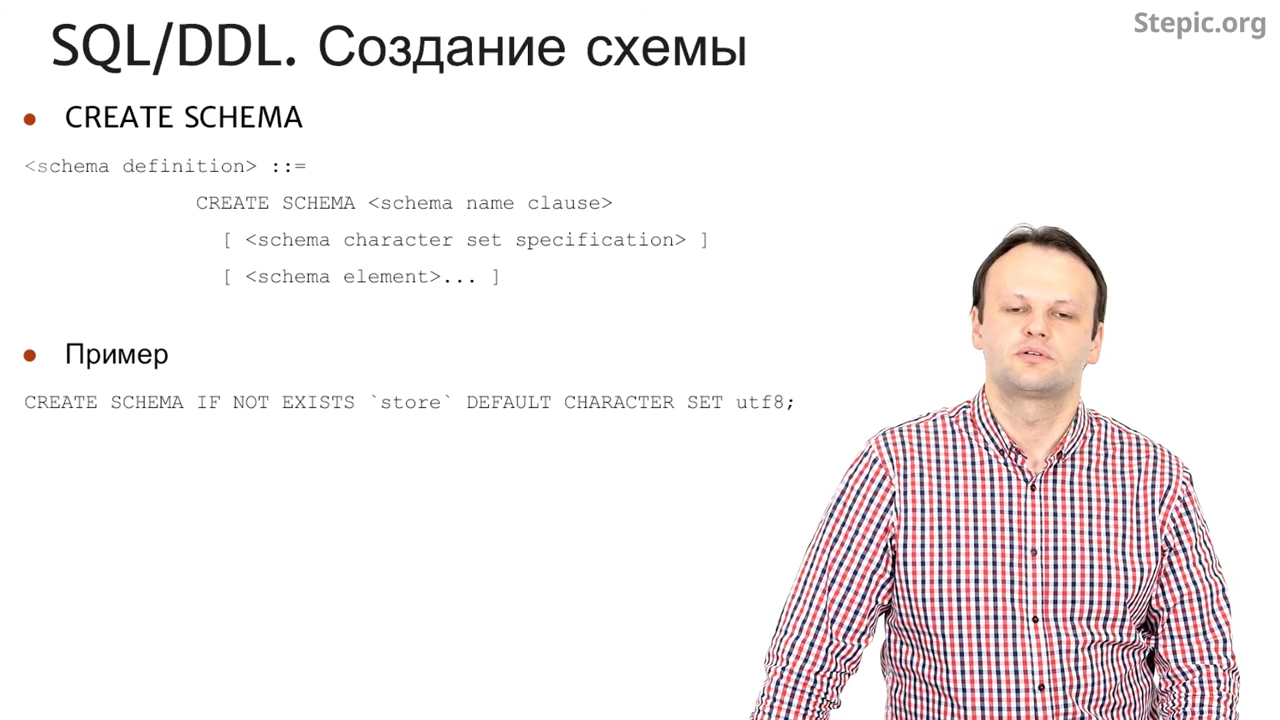 Stepic.org
SQL/DDL. Создание схемы
CREATE SCHEMA
<schema definition> ::=
CREATE SCHEMA <schema name clause>
[ <schema character set specification> ]
[ <schema element>... ]
Пример
CREATE SCHEMA IF NOT EXISTS `store` DEFAULT CHARACTER SET utf8;